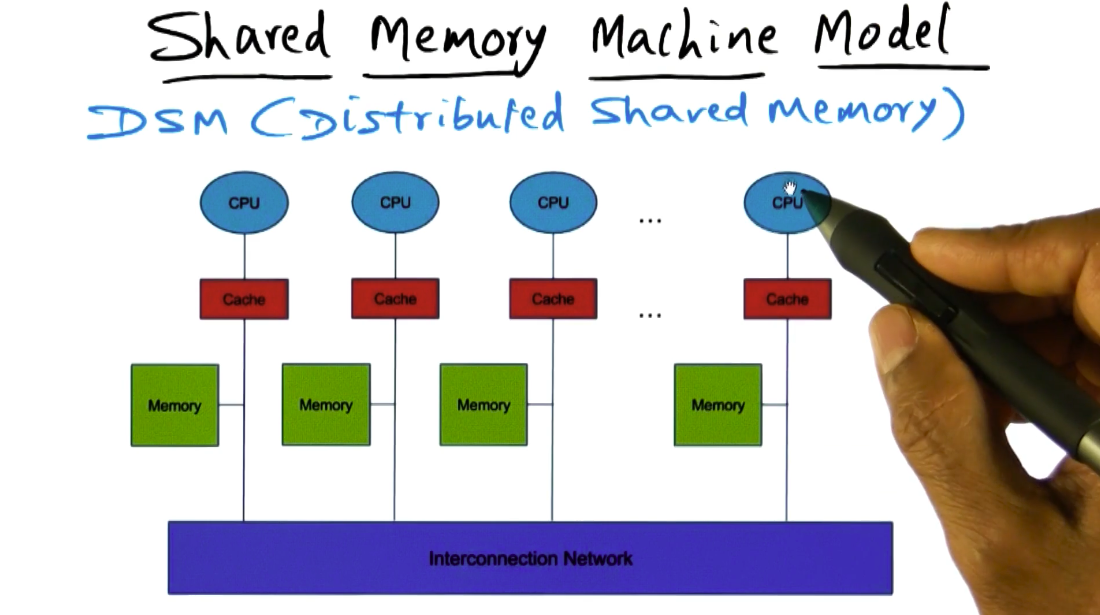 Shared Memory Machine Model
DSM (Distributed Shared Memory)
CPU CPU CPU ... CPU
Cache Cache Cache ... Cache
Memory Memory Memory Memory
Interconnection Network